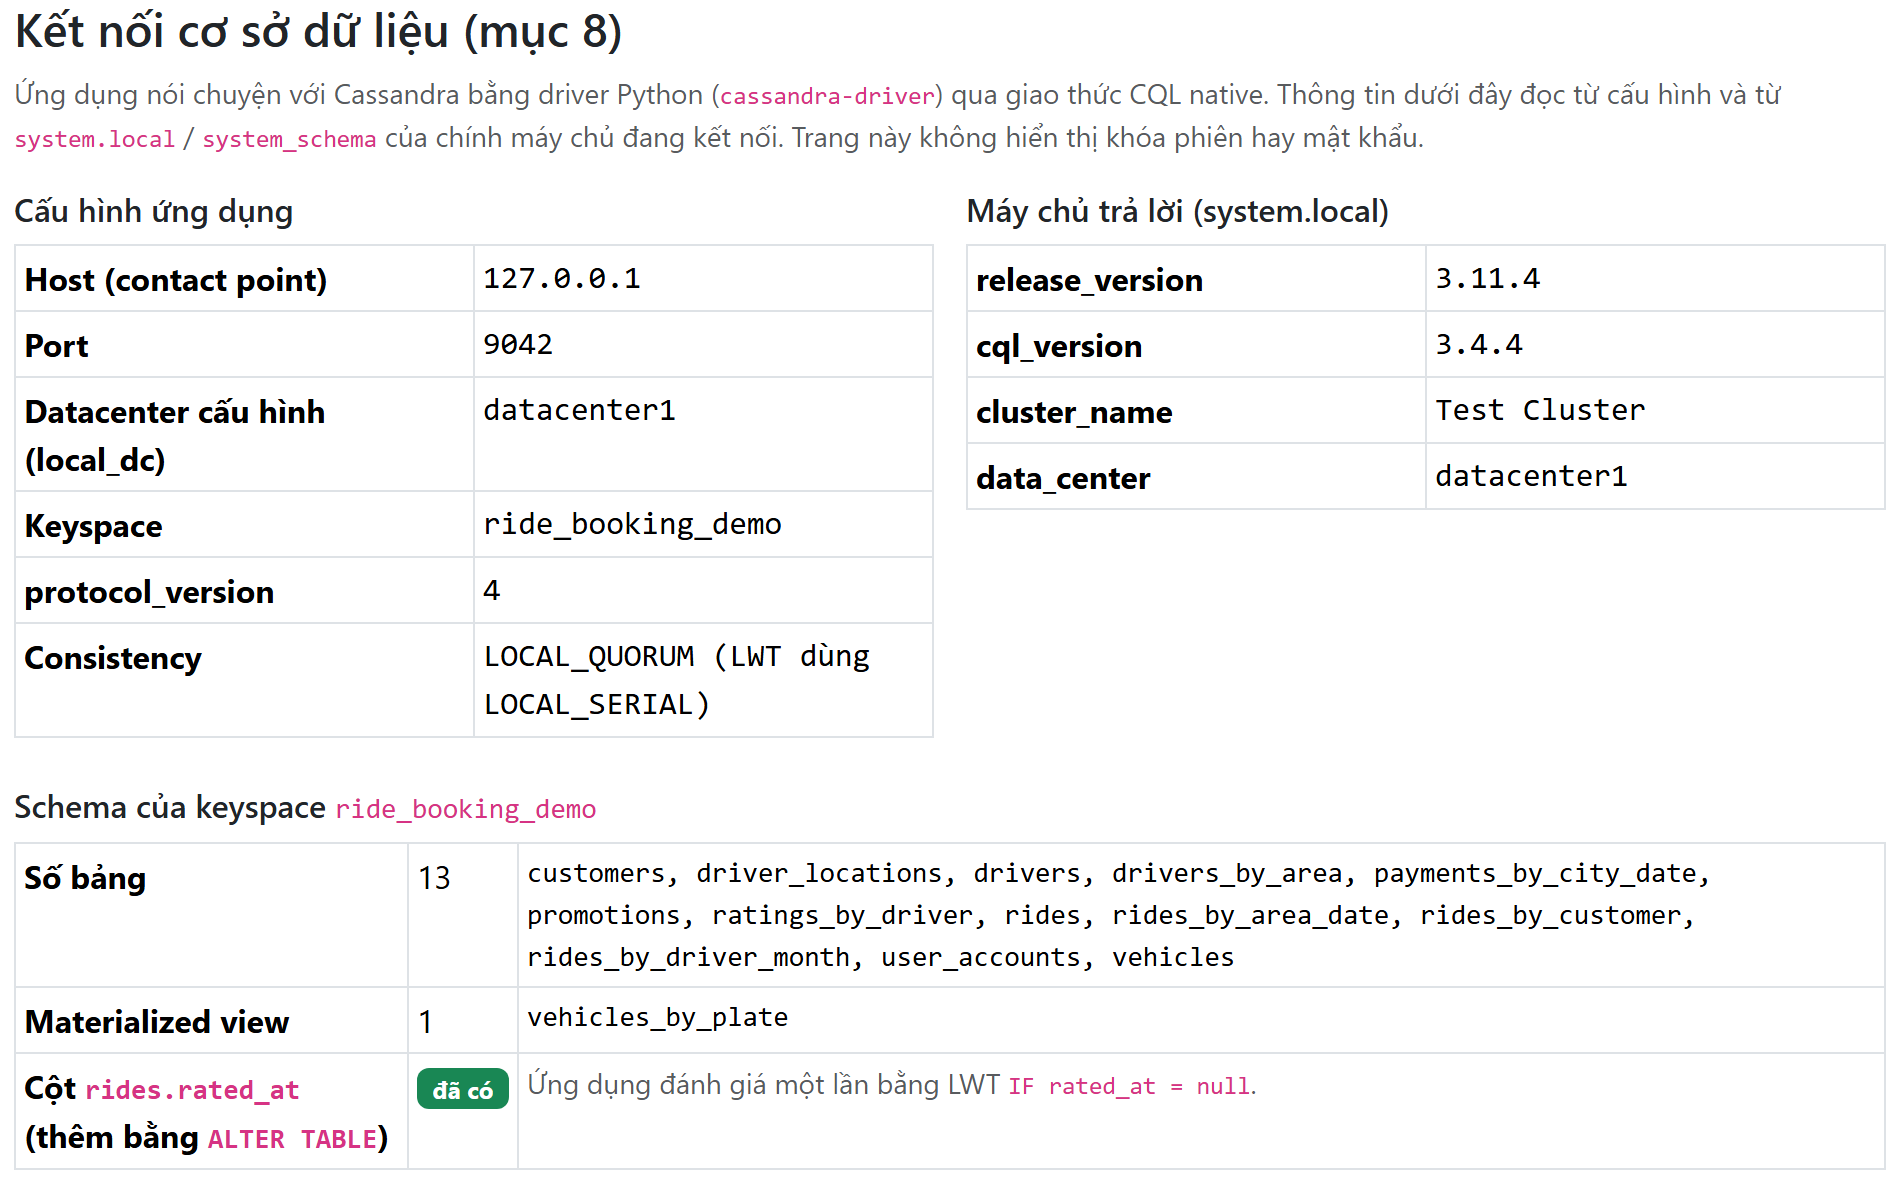 Kết nối cơ sở dữ liệu (mục 8)
Ứng dụng nói chuyện với Cassandra bằng driver Python (cassandra-driver) qua giao thức CQL native. Thông tin dưới đây đọc từ cấu hình và từ
system.local / system_schema của chính máy chủ đang kết nối. Trang này không hiển thị khóa phiên hay mật khẩu.
Cấu hình ứng dụng
Host (contact point) 127.0.0.1
Port 9042
Datacenter cấu hình datacenter1
(local_dc)
Keyspace ride_booking_demo
protocol_version 4
Consistency LOCAL_QUORUM (LWT dùng
LOCAL_SERIAL)
Máy chủ trả lời (system.local)
release_version 3.11.4
cql_version 3.4.4
cluster_name Test Cluster
data_center datacenter1
Schema của keyspace ride_booking_demo
Số bảng 13 customers, driver_locations, drivers, drivers_by_area, payments_by_city_date,
promotions, ratings_by_driver, rides, rides_by_area_date, rides_by_customer,
rides_by_driver_month, user_accounts, vehicles
Materialized view 1 vehicles_by_plate
Cột rides.rated_at đã có Ứng dụng đánh giá một lần bằng LWT IF rated_at = null.
(thêm bằng ALTER TABLE)